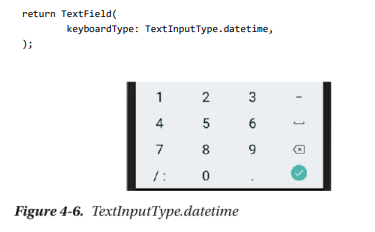 return TextField(
keyboardType: TextInputType.datetime,
);
1 2 3 -
4 5 6
7 8 9
/: 0 .
Figure 4-6. TextInputType.datetime